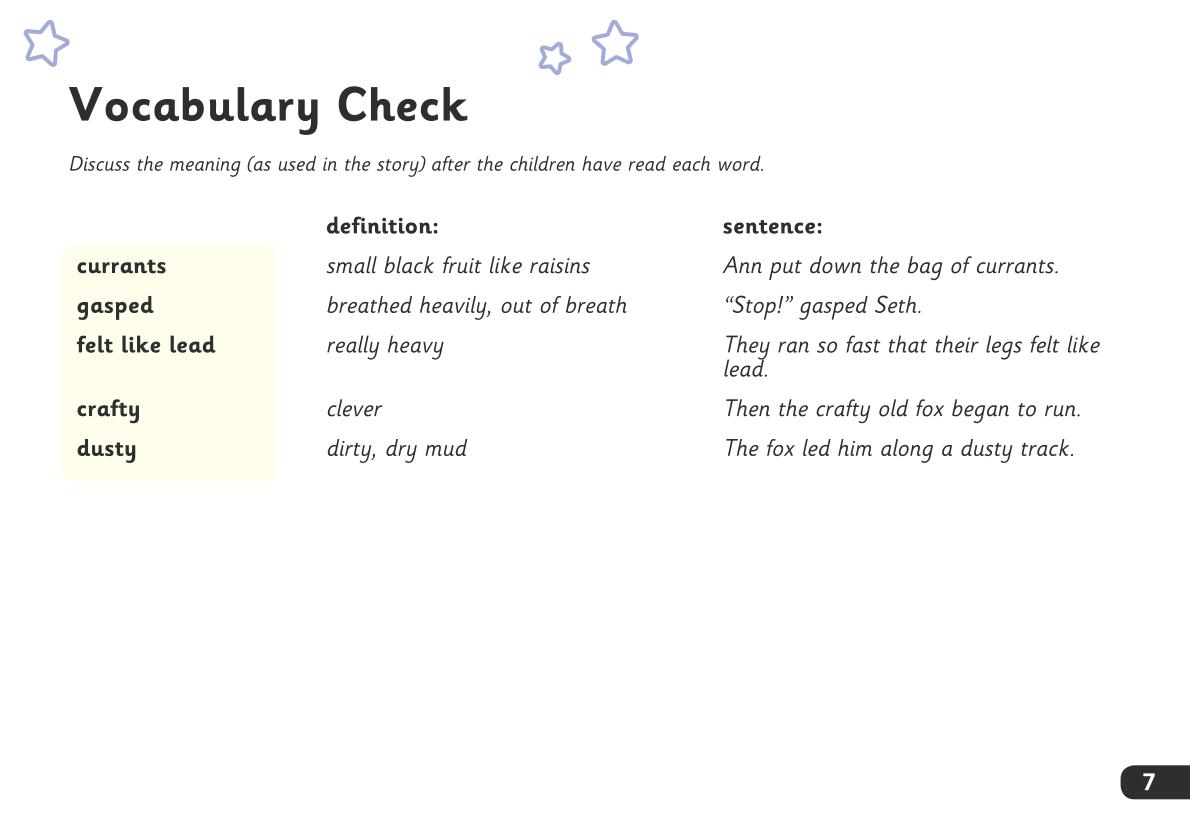 Vocabulary Check
Discuss the meaning (as used in the story) after the children have read each word.
definition: sentence:
currants small black fruit like raisins Ann put down the bag of currants.
gasped breathed heavily, out of breath “Stop!” gasped Seth.
felt like lead really heavy They ran so fast that their legs felt like
lead.
crafty clever Then the crafty old fox began to run.
dusty dirty, dry mud The fox led him along a dusty track.
7